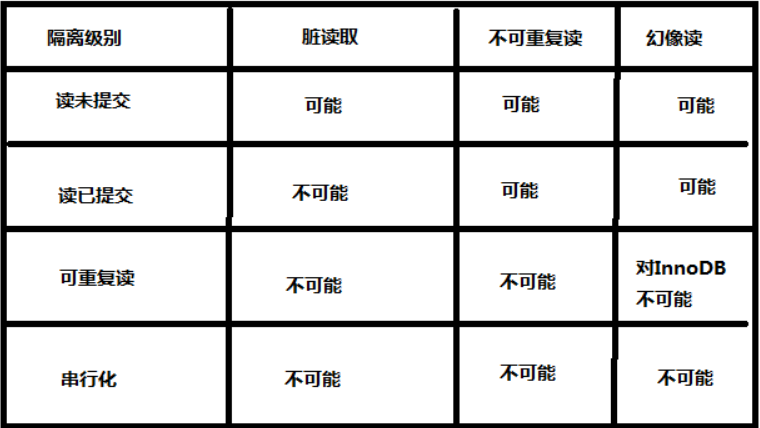 隔离级别 脏读取 不可重复读 幻像读
读未提交 可能 可能 可能
读已提交 不可能 可能 可能
可重复读 不可能 不可能 对InnoDB
不可能
串行化 不可能 不可能 不可能